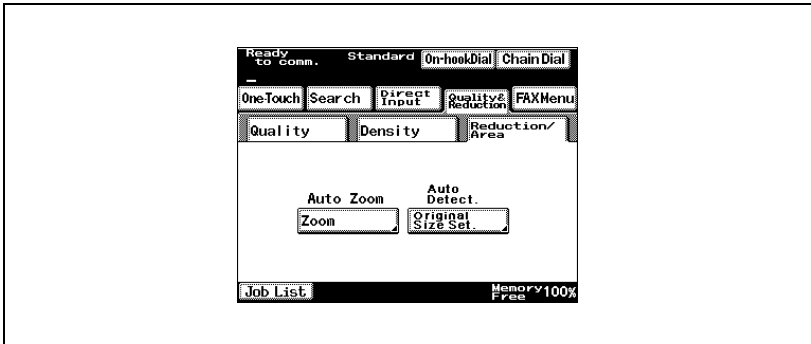 Ready to comm. Standard On-hookDial Chain Dial
One-Touch Search Direct Input Quality& Reduction FAXMenu
Quality Density Reduction/ Area
Auto Zoom Auto Detect.
Zoom Original Size Set.
Job List Memory Free 100%